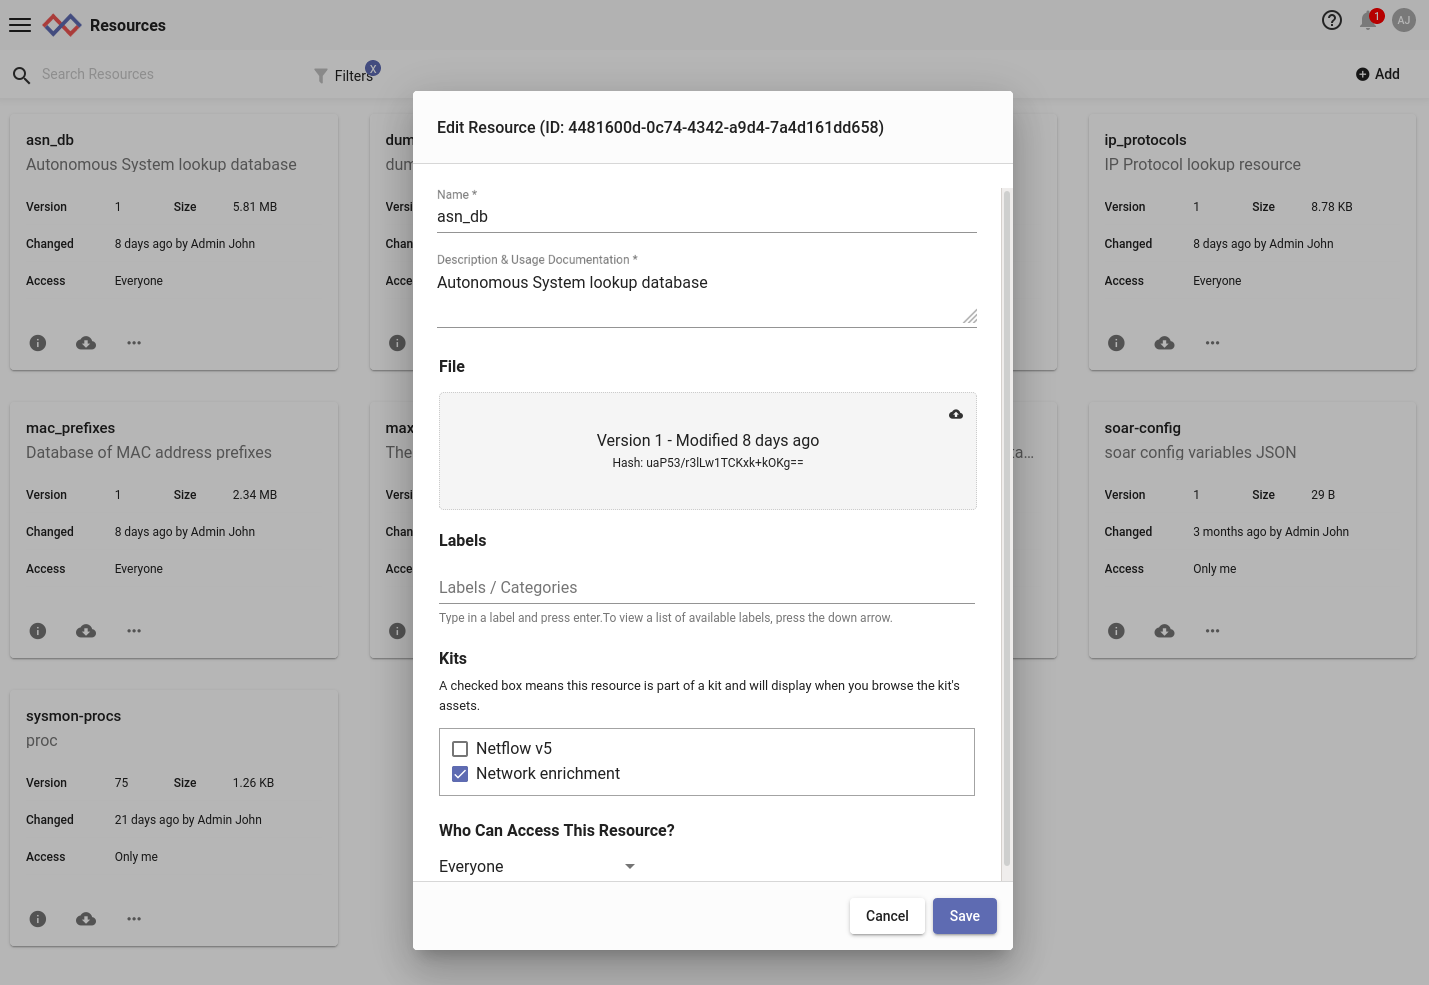 Resources
1
AJ
Search Resources
Filters
X
Add
Edit Resource (ID: 4481600d-0c74-4342-a9d4-7a4d161dd658)
Name *
asn_db
Description & Usage Documentation *
Autonomous System lookup database
File
Version 1 - Modified 8 days ago
Hash: uaP53/r3lLw1TCKxk+kOKg==
Labels
Labels / Categories
Type in a label and press enter.To view a list of available labels, press the down arrow.
Kits
A checked box means this resource is part of a kit and will display when you browse the kit's
assets.
Netflow v5
Network enrichment
Who Can Access This Resource?
Everyone
Cancel
Save
asn_db
Autonomous System lookup database
Version 1 Size 5.81 MB
Changed 8 days ago by Admin John
Access Everyone
dum
dum
Versi
Chan
Acce
ip_protocols
IP Protocol lookup resource
Version 1 Size 8.78 KB
Changed 8 days ago by Admin John
Access Everyone
mac_prefixes
Database of MAC address prefixes
Version 1 Size 2.34 MB
Changed 8 days ago by Admin John
Access Everyone
max
The
Versi
Chan
Acce
ta…
soar-config
soar config variables JSON
Version 1 Size 29 B
Changed 3 months ago by Admin John
Access Only me
sysmon-procs
proc
Version 75 Size 1.26 KB
Changed 21 days ago by Admin John
Access Only me